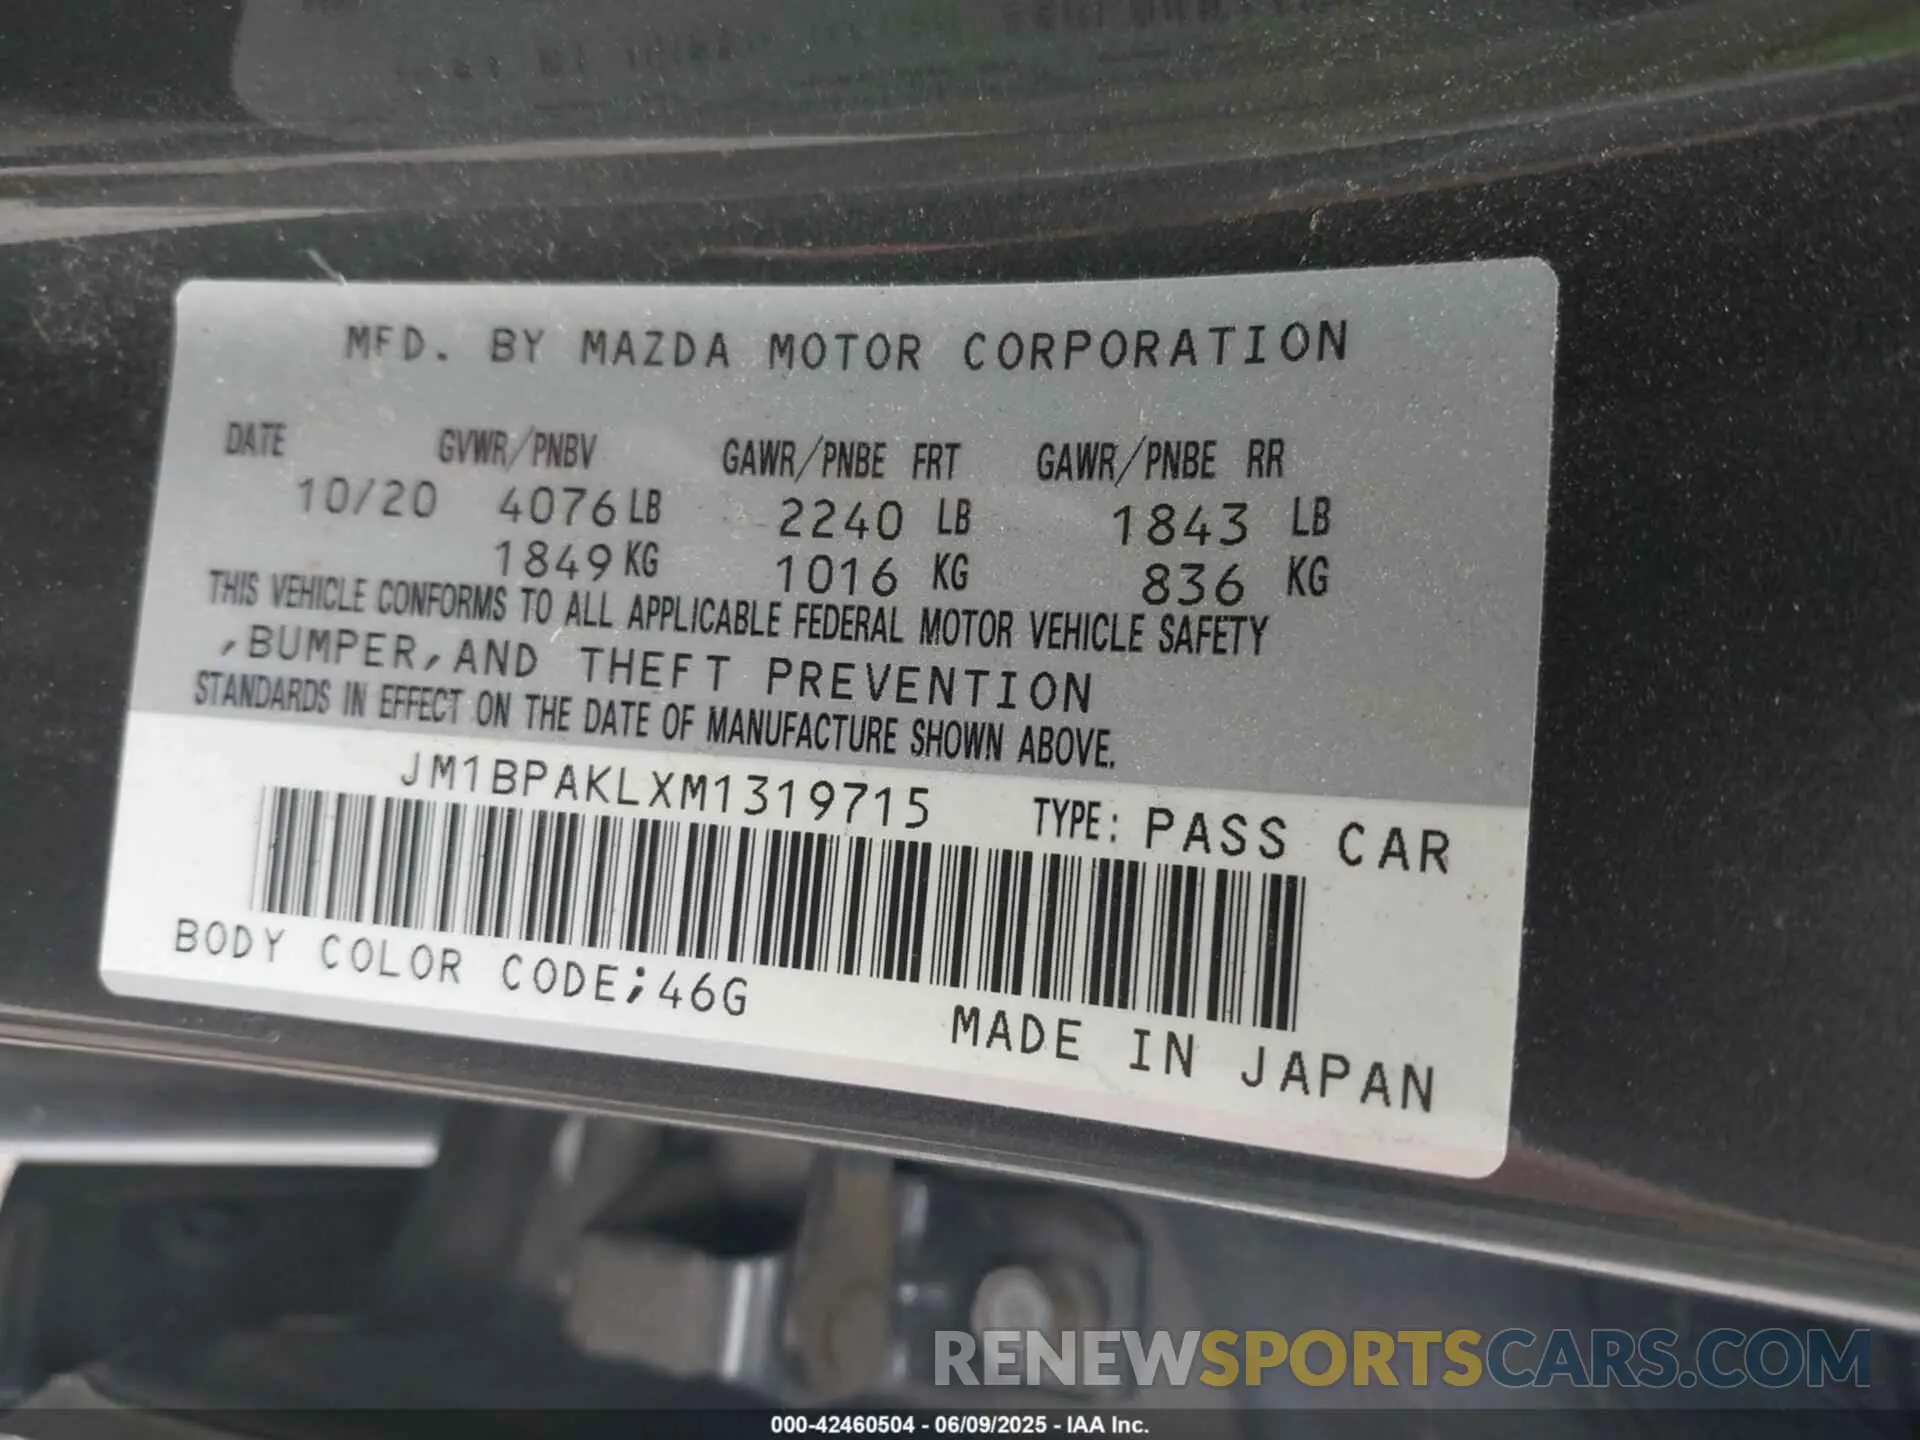 MFD. BY MAZDA MOTOR CORPORATION
DATE GVWR/PNBV GAWR/PNBE FRT GAWR/PNBE RR
10/20 4076 LB 2240 LB 1843 LB
1849 KG 1016 KG 836 KG
THIS VEHICLE CONFORMS TO ALL APPLICABLE FEDERAL MOTOR VEHICLE SAFETY
,BUMPER,AND THEFT PREVENTION
STANDARDS IN EFFECT ON THE DATE OF MANUFACTURE SHOWN ABOVE.
JM1BPAKLXM1319715 TYPE: PASS CAR
BODY COLOR CODE;46G
MADE IN JAPAN
RENEWSPORTSCARS.COM
000-42460504 - 06/09/2025 - IAA Inc.